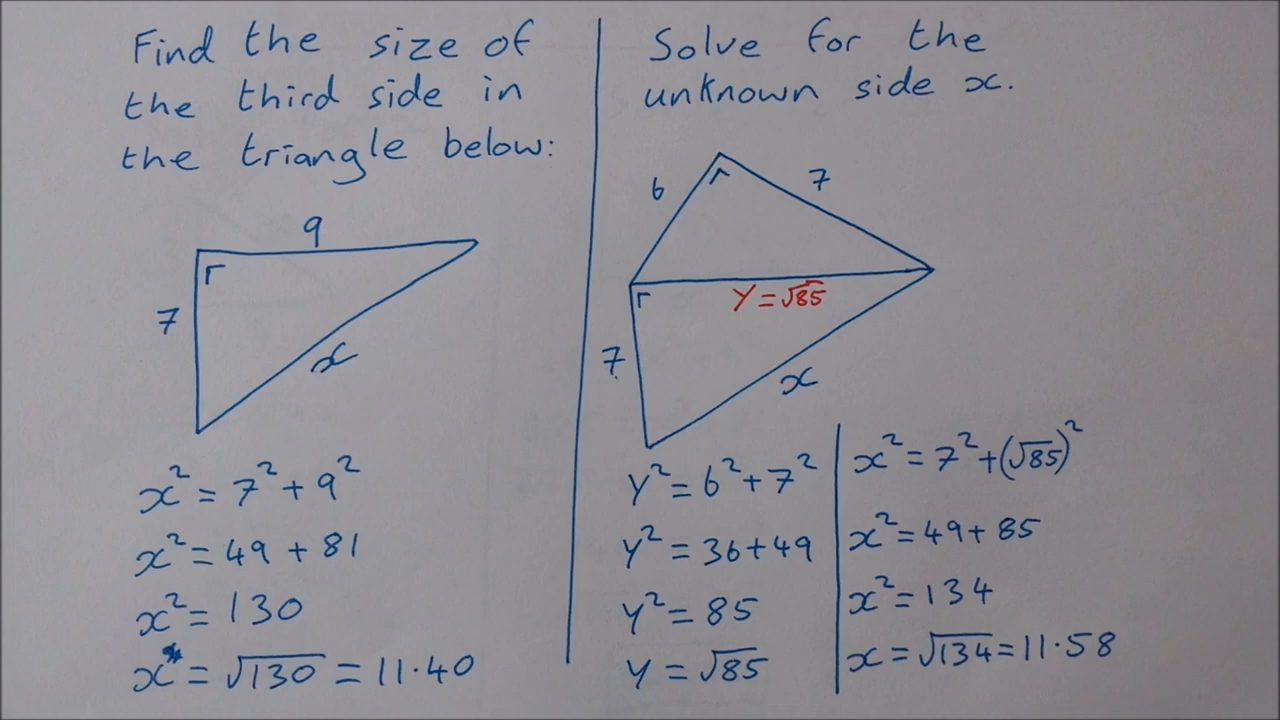 Find the size of
the third side in
the triangle below:
9
7
x
x² = 7² + 9²
x² = 49 + 81
x² = 130
x = √130 = 11·40
Solve for the
unknown side x.
6
7
Y = √85
7
x
Y² = 6² + 7²
Y² = 36 + 49
Y² = 85
Y = √85
x² = 7² + (√85)²
x² = 49 + 85
x² = 134
x = √134 = 11·58